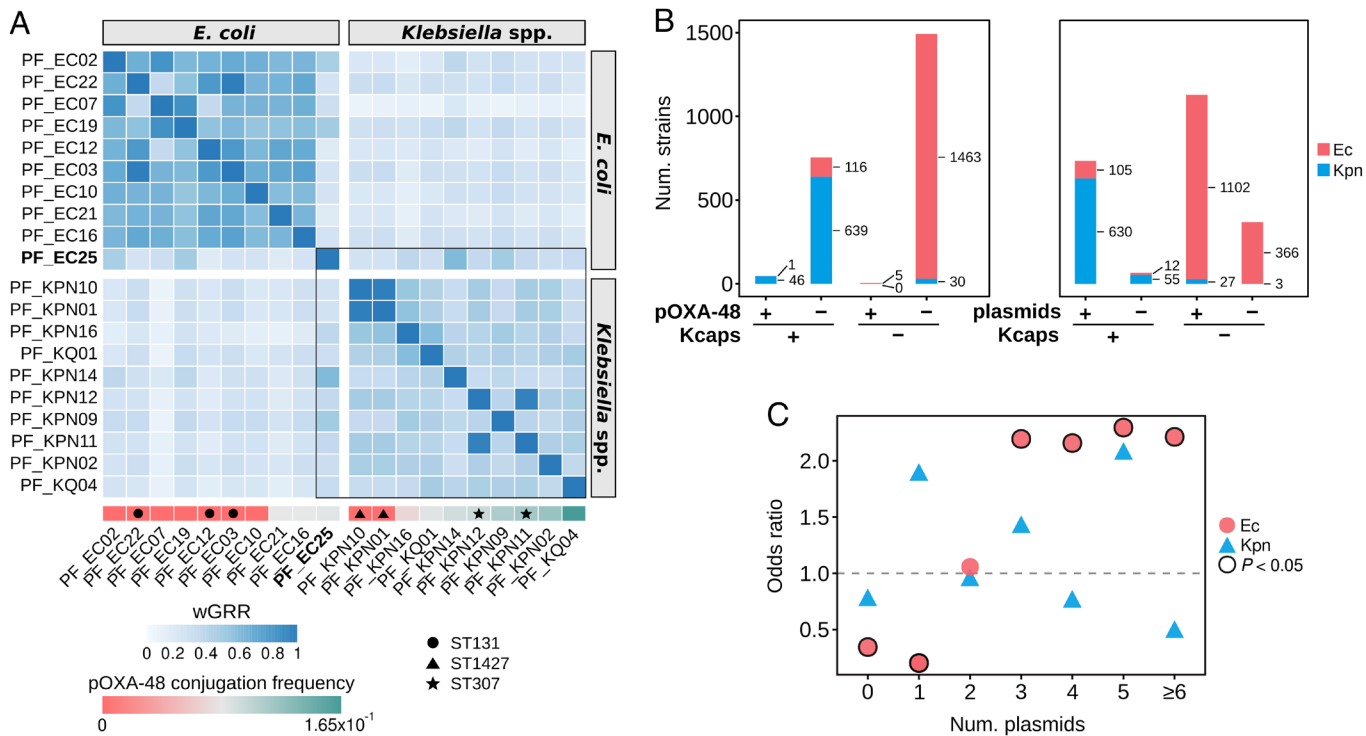 A
E. coli
Klebsiella spp.
PF_EC02
PF_EC22
PF_EC07
PF_EC19
PF_EC12
PF_EC03
PF_EC10
PF_EC21
PF_EC16
PF_EC25
E. coli
PF_KPN10
PF_KPN01
PF_KPN16
PF_KQ01
PF_KPN14
PF_KPN12
PF_KPN09
PF_KPN11
PF_KPN02
PF_KQ04
Klebsiella spp.
PF_EC02
PF_EC22
PF_EC07
PF_EC19
PF_EC12
PF_EC03
PF_EC10
PF_EC21
PF_EC16
PF_EC25
PF_KPN10
PF_KPN01
PF_KPN16
PF_KQ01
PF_KPN14
PF_KPN12
PF_KPN09
PF_KPN11
PF_KPN02
PF_KQ04
wGRR
0 0.2 0.4 0.6 0.8 1
pOXA-48 conjugation frequency
0 1.65x10⁻¹
ST131
ST1427
ST307
B
Num. strains
1500
1000
500
0
1
46
116
639
5
0
1463
30
pOXA-48 + − + −
Kcaps + −
105
630
12
55
1102
27
366
3
plasmids + − + −
Kcaps + −
Ec
Kpn
C
Odds ratio
2.0
1.5
1.0
0.5
0 1 2 3 4 5 ≥6
Num. plasmids
Ec
Kpn
P < 0.05